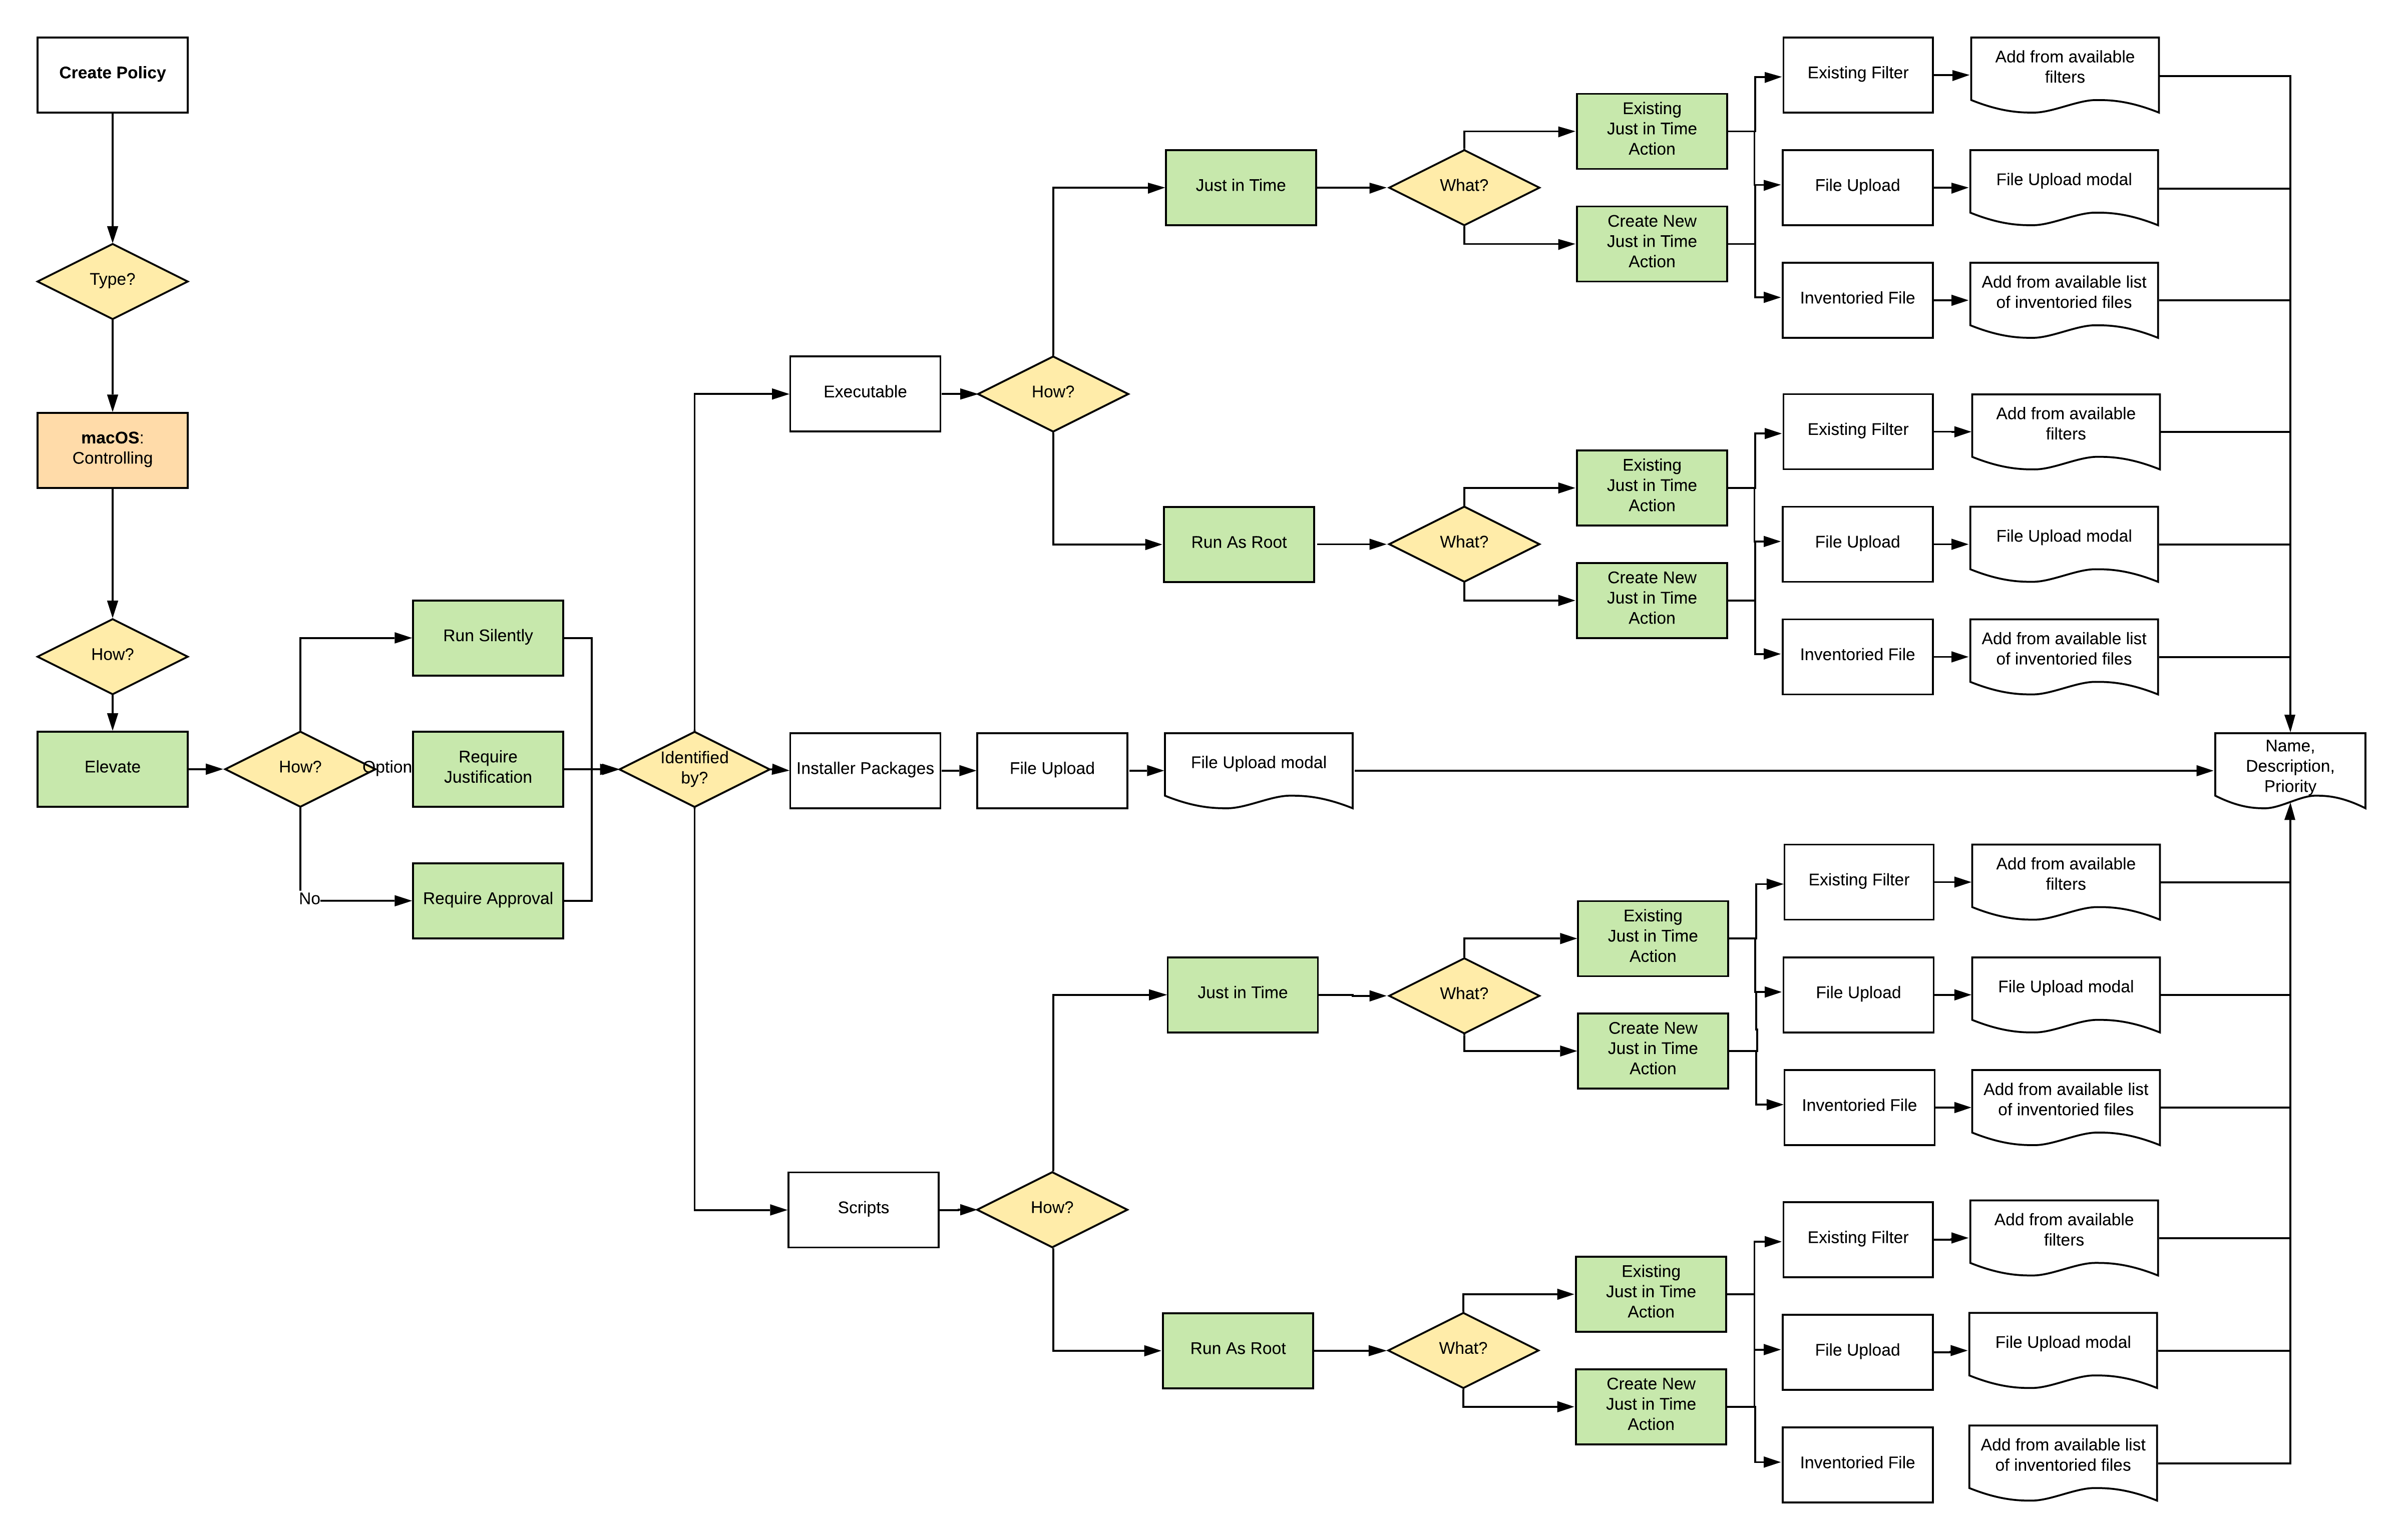 Create Policy
Type?
macOS:
Controlling
How?
Elevate
How?
Option
No
Run Silently
Require
Justification
Require Approval
Identified
by?
Executable
How?
Just in Time
What?
Existing
Just in Time
Action
Create New
Just in Time
Action
Existing Filter
Add from available
filters
File Upload
File Upload modal
Inventoried File
Add from available list
of inventoried files
Run As Root
What?
Existing
Just in Time
Action
Create New
Just in Time
Action
Existing Filter
Add from available
filters
File Upload
File Upload modal
Inventoried File
Add from available list
of inventoried files
Installer Packages
File Upload
File Upload modal
Name,
Description,
Priority
Scripts
How?
Just in Time
What?
Existing
Just in Time
Action
Create New
Just in Time
Action
Existing Filter
Add from available
filters
File Upload
File Upload modal
Inventoried File
Add from available list
of inventoried files
Run As Root
What?
Existing
Just in Time
Action
Create New
Just in Time
Action
Existing Filter
Add from available
filters
File Upload
File Upload modal
Inventoried File
Add from available list
of inventoried files